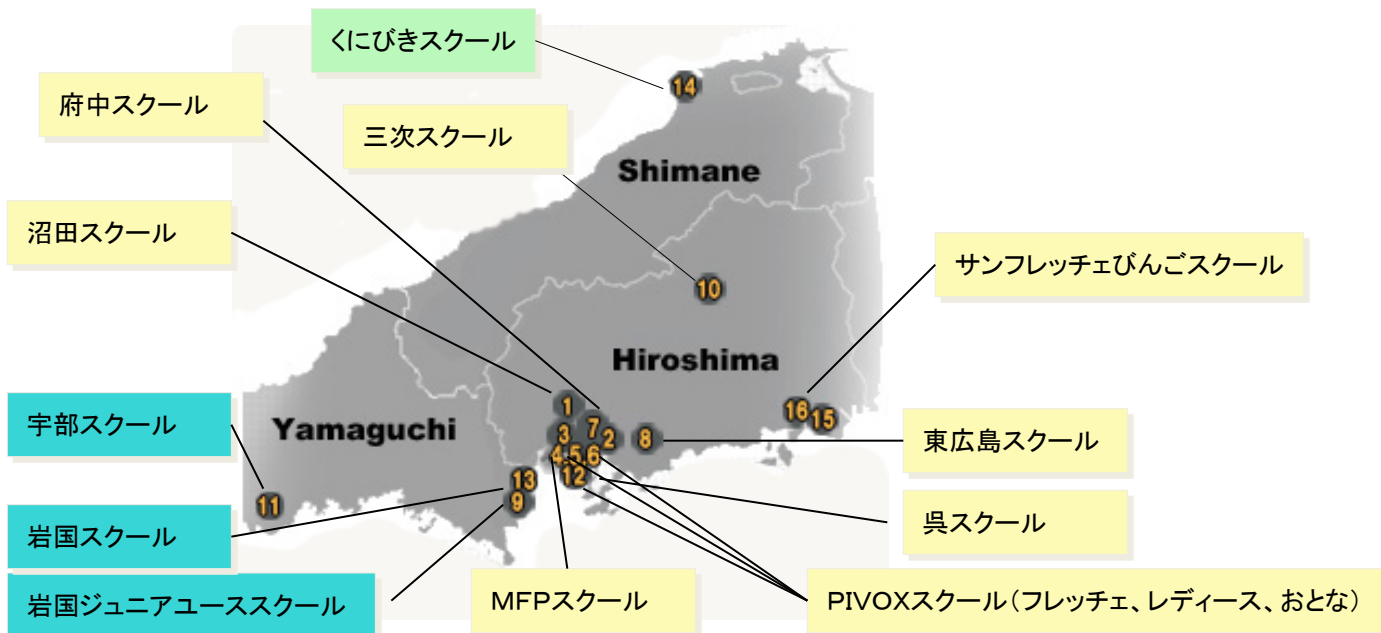 くにびきスクール
14
府中スクール
三次スクール
Shimane
沼田スクール
サンフレッチェびんごスクール
10
Hiroshima
宇部スクール
Yamaguchi
1
16
15
7
3
2
8
東広島スクール
4,5,6
12
13
9
11
岩国スクール
呉スクール
岩国ジュニアユーススクール
MFPスクール
PIVOXスクール(フレッチェ、レディース、おとな)